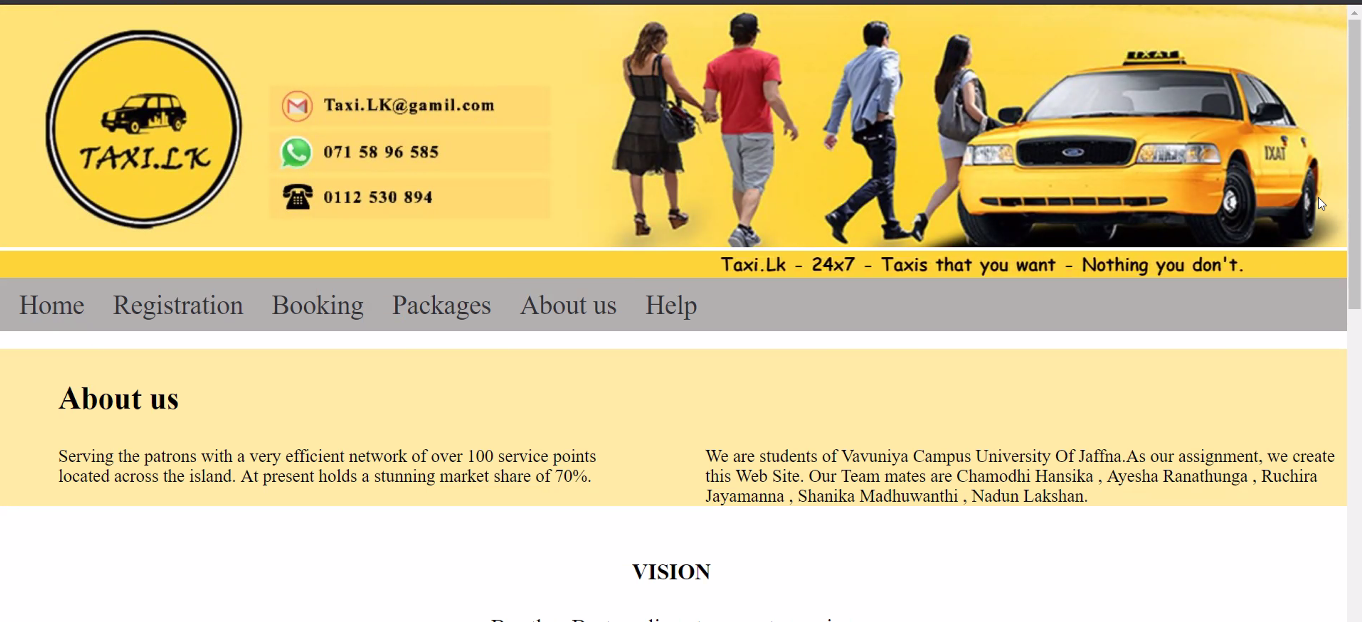 TAXI.LK
Taxi.LK@gamil.com
071 58 96 585
0112 530 894
TAXI
TAXI
Taxi.Lk - 24x7 - Taxis that you want - Nothing you don't.
Home Registration Booking Packages About us Help
About us
Serving the patrons with a very efficient network of over 100 service points
located across the island. At present holds a stunning market share of 70%.
We are students of Vavuniya Campus University Of Jaffna.As our assignment, we create
this Web Site. Our Team mates are Chamodhi Hansika , Ayesha Ranathunga , Ruchira
Jayamanna , Shanika Madhuwanthi , Nadun Lakshan.
VISION